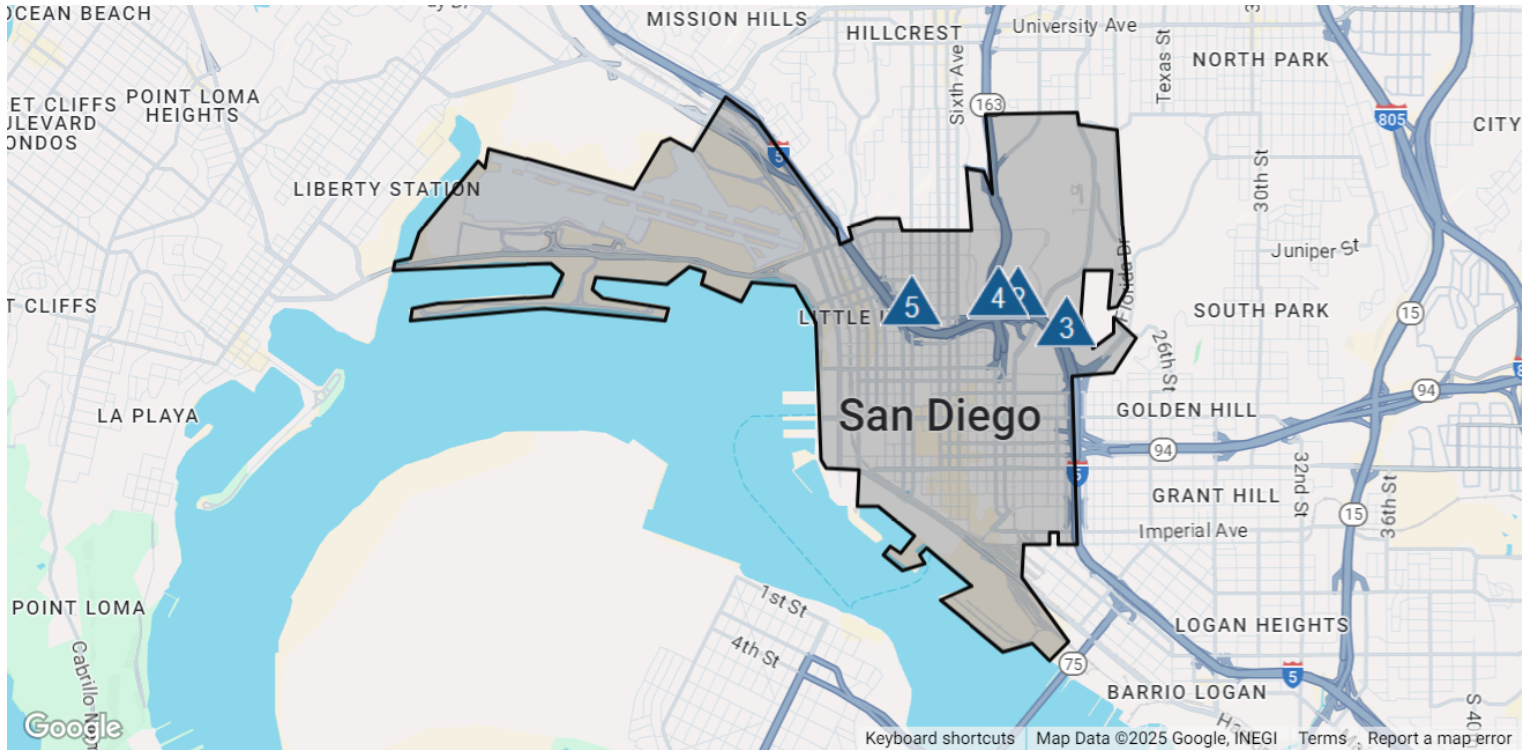 OCEAN BEACH
MISSION HILLS
HILLCREST
University Ave
Sixth Ave
Texas St
NORTH PARK
163
805
CITY
POINT LOMA
HEIGHTS
5
LIBERTY STATION
30th St
Juniper St
Florida Dr
T CLIFFS
LITTLE I
5
4
3
SOUTH PARK
15
26th St
94
LA PLAYA
San Diego
GOLDEN HILL
94
5
32nd St
GRANT HILL
36th St
15
Imperial Ave
POINT LOMA
1st St
4th St
LOGAN HEIGHTS
75
5
BARRIO LOGAN
Google
Keyboard shortcuts
Map Data ©2025 Google, INEGI
Terms
Report a map error